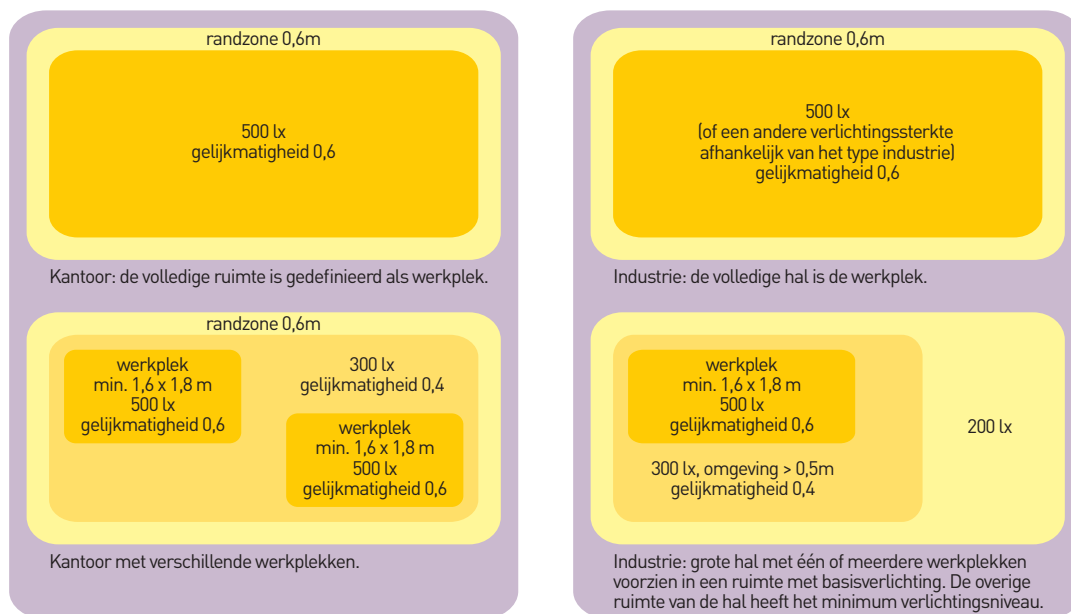 randzone 0,6m
500 lx
gelijkmatigheid 0,6
Kantoor: de volledige ruimte is gedefinieerd als werkplek.
randzone 0,6m
werkplek
min. 1,6 x 1,8 m
500 lx
gelijkmatigheid 0,6
300 lx
gelijkmatigheid 0,4
werkplek
min. 1,6 x 1,8 m
500 lx
gelijkmatigheid 0,6
Kantoor met verschillende werkplekken.
randzone 0,6m
500 lx
(of een andere verlichtingssterkte
afhankelijk van het type industrie)
gelijkmatigheid 0,6
Industrie: de volledige hal is de werkplek.
werkplek
min. 1,6 x 1,8 m
500 lx
gelijkmatigheid 0,6
300 lx, omgeving > 0,5m
gelijkmatigheid 0,4
200 lx
Industrie: grote hal met één of meerdere werkplekken
voorzien in een ruimte met basisverlichting. De overige
ruimte van de hal heeft het minimum verlichtingsniveau.